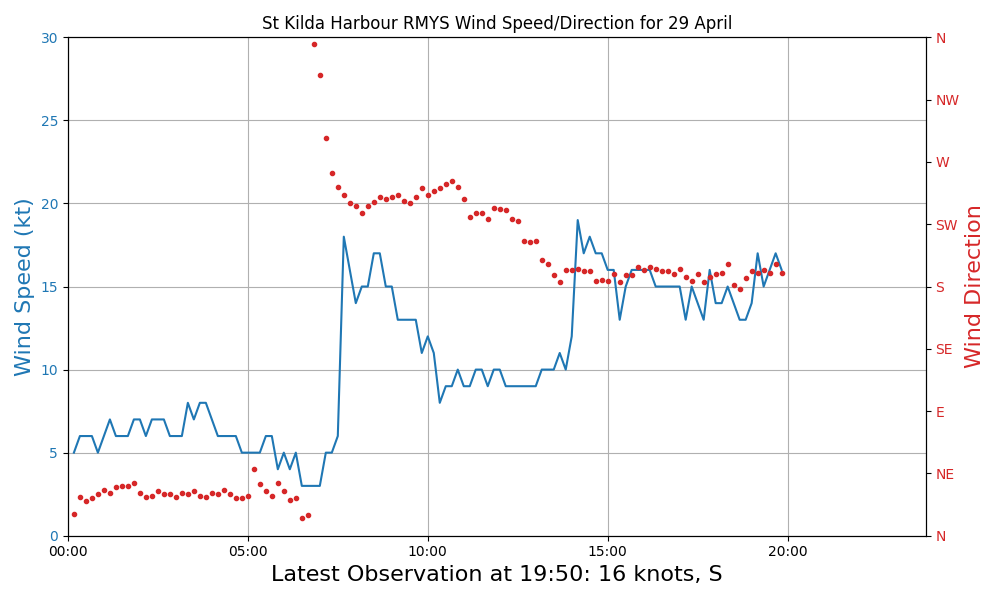 St Kilda Harbour RMYS Wind Speed/Direction for 29 April
30
25
20
15
10
5
0
Wind Speed (kt)
N
NW
W
SW
S
SE
E
NE
N
Wind Direction
00:00
05:00
10:00
15:00
20:00
Latest Observation at 19:50: 16 knots, S